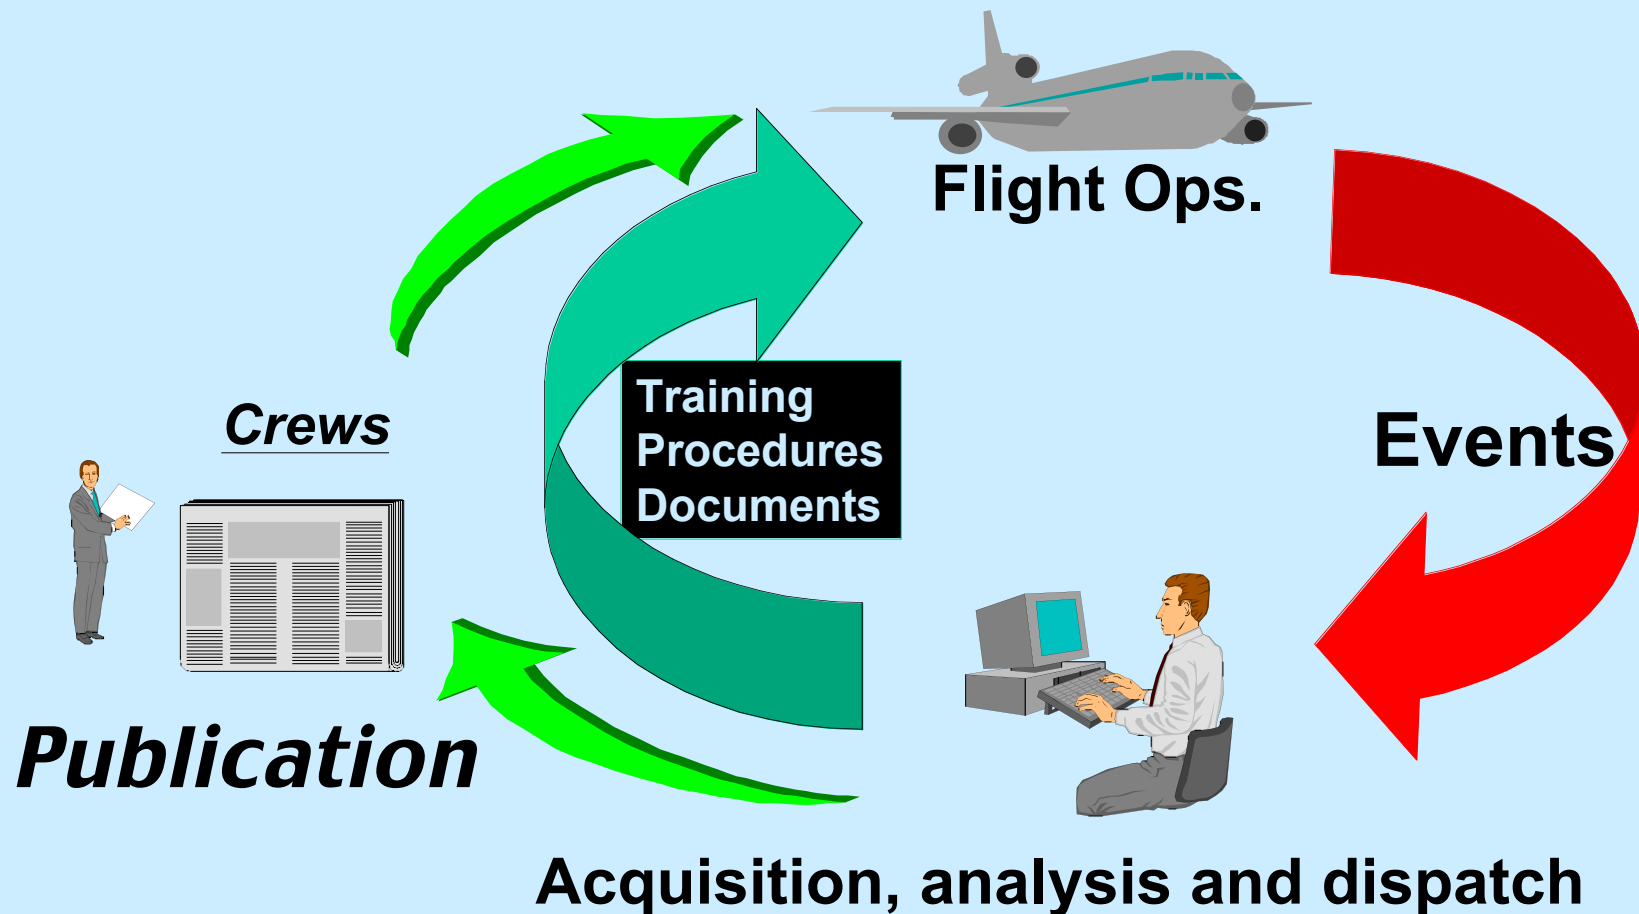 Flight Ops.
Training
Procedures
Documents
Crews
Events
Publication
Acquisition, analysis and dispatch